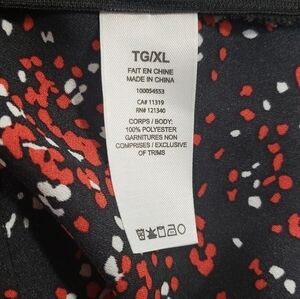 TG/XL
FAIT EN CHINE
MADE IN CHINA
100054553
CA# 11319
RN# 121340
CORPS / BODY:
100% POLYESTER
GARNITURES NON
COMPRISES / EXCLUSIVE
OF TRIMS